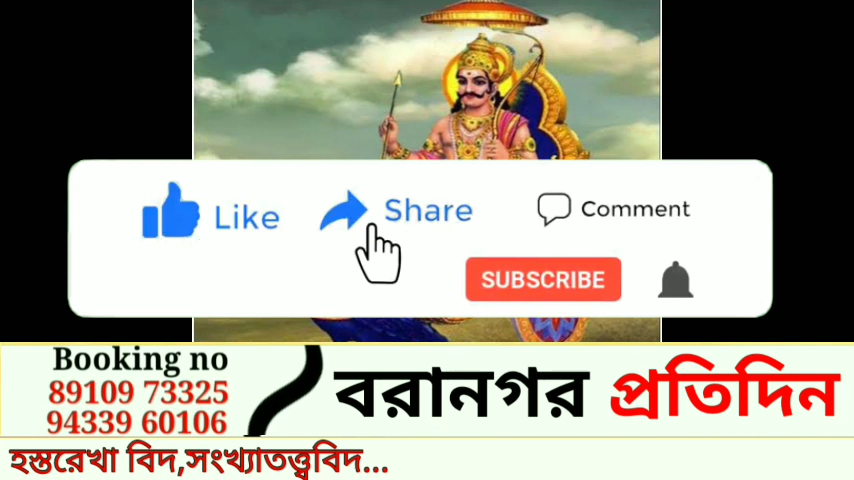 Like Share Comment
SUBSCRIBE
Booking no
89109 73325
94339 60106
বরানগর প্রতিদিন
হস্তরেখা বিদ,সংখ্যাতত্ত্ববিদ...